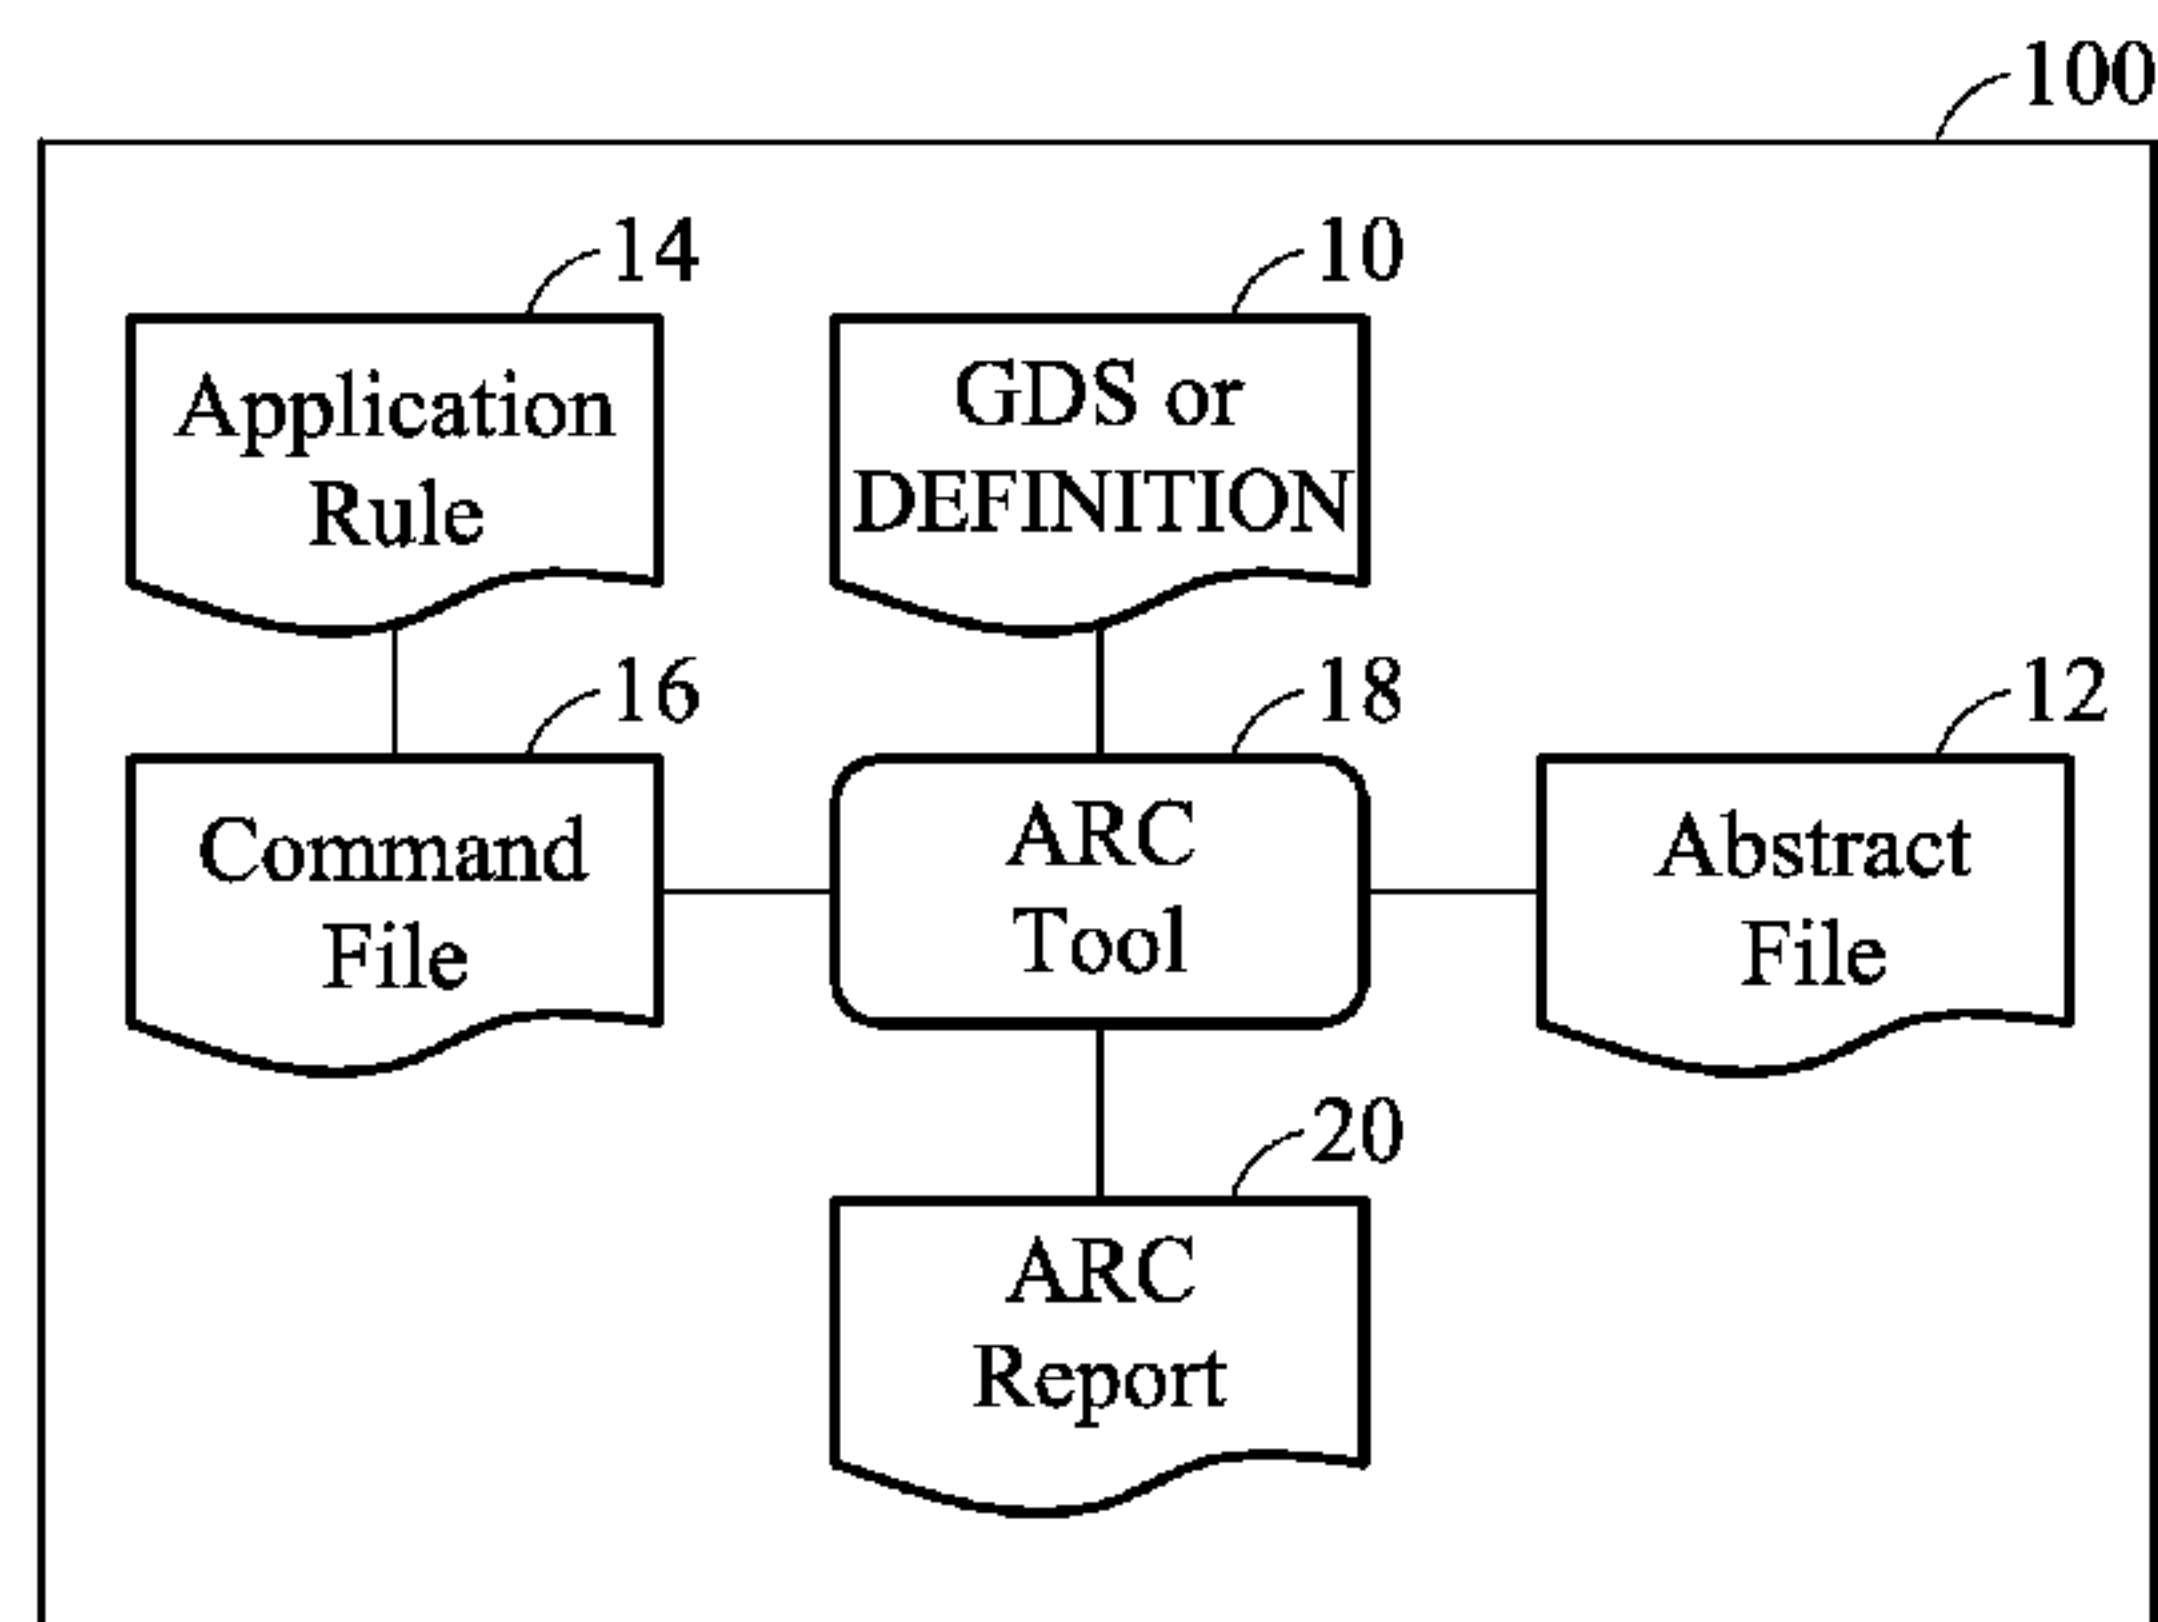 100
14
10
Application
Rule
GDS or
DEFINITION
16
18
12
Command
File
ARC
Tool
Abstract
File
20
ARC
Report